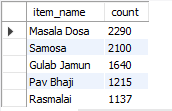 item_name count
Masala Dosa 2290
Samosa 2100
Gulab Jamun 1640
Pav Bhaji 1215
Rasmalai 1137